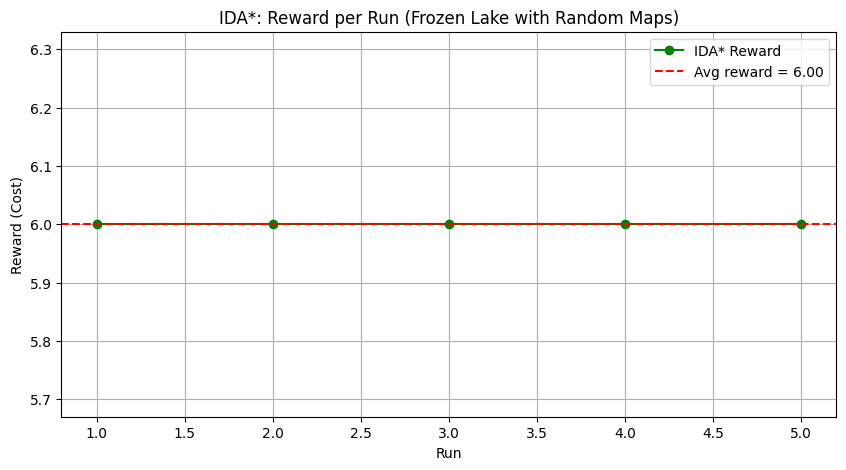 IDA*: Reward per Run (Frozen Lake with Random Maps)
IDA* Reward
Avg reward = 6.00
Reward (Cost)
6.3
6.2
6.1
6.0
5.9
5.8
5.7
1.0 1.5 2.0 2.5 3.0 3.5 4.0 4.5 5.0
Run